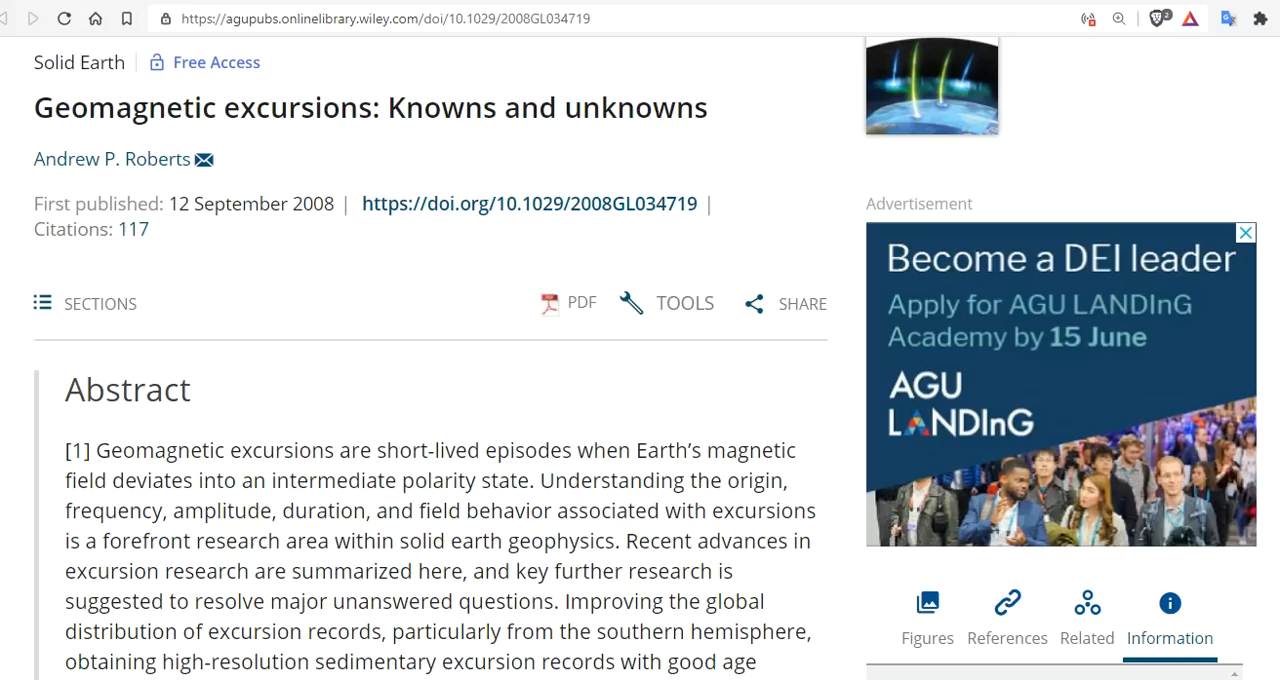 https://agupubs.onlinelibrary.wiley.com/doi/10.1029/2008GL034719
2
Solid Earth
Free Access
Geomagnetic excursions: Knowns and unknowns
Andrew P. Roberts
First published: 12 September 2008 | https://doi.org/10.1029/2008GL034719 |
Citations: 117
SECTIONS
PDF
TOOLS
SHARE
Abstract
[1] Geomagnetic excursions are short-lived episodes when Earth’s magnetic
field deviates into an intermediate polarity state. Understanding the origin,
frequency, amplitude, duration, and field behavior associated with excursions
is a forefront research area within solid earth geophysics. Recent advances in
excursion research are summarized here, and key further research is
suggested to resolve major unanswered questions. Improving the global
distribution of excursion records, particularly from the southern hemisphere,
obtaining high-resolution sedimentary excursion records with good age
Advertisement
Become a DEI leader
Apply for AGU LANDInG
Academy by 15 June
AGU
LANDInG
Figures
References
Related
Information